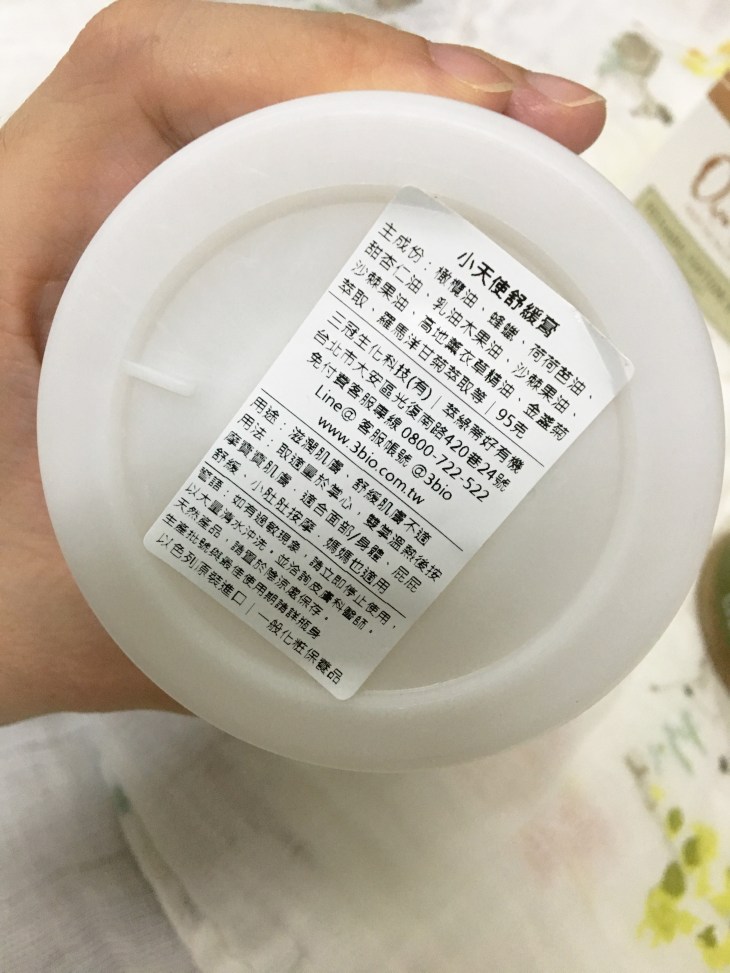 小天使舒緩膏
主成份：橄欖油、蜂蠟、荷荷芭油、
甜杏仁油、乳油木果油、沙棘果油、
沙棘果油、高地薰衣草精油、金盞菊
萃取、羅馬洋甘菊萃取等｜95克
三冠生化科技(有)｜萃綠蒂好有機
台北市大安區光復南路420巷24號
免付費客服專線 0800-722-522
Line@ 客服帳號 @3bio
www.3bio.com.tw
用途：滋潤肌膚，舒緩肌膚不適
用法：取適量於掌心，雙掌溫熱後按
摩寶寶肌膚，適合面部/身體、屁屁
舒緩，小肚肚按摩，媽媽也適用
警語：如有過敏現象，請立即停止使用，
以大量清水沖洗，並洽詢皮膚科醫師。
天然產品，請置於陰涼處保存。
生產批號與最佳使用期請詳瓶身
以色列原裝進口｜一般化粧保養品